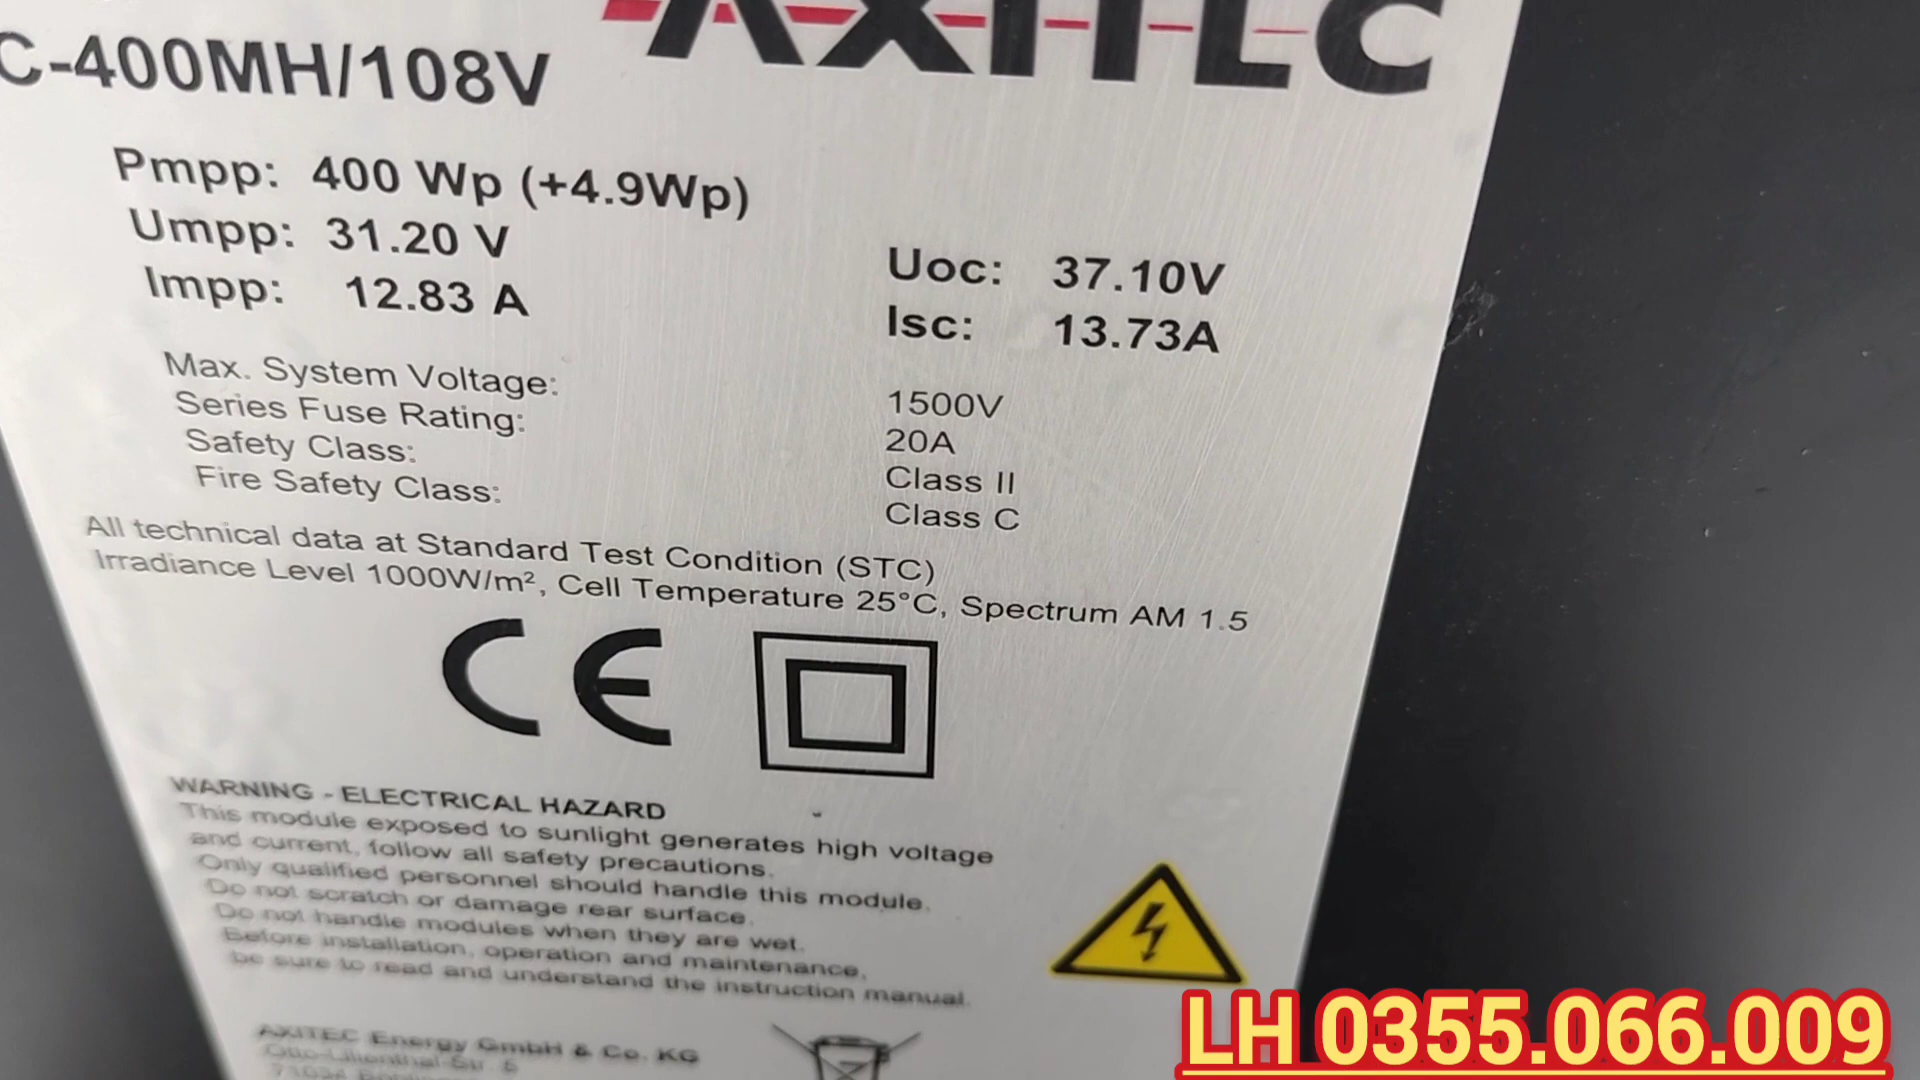 AXITEC
C-400MH/108V
Pmpp: 400 Wp (+4.9Wp)
Umpp: 31.20 V
Impp: 12.83 A
Uoc: 37.10V
Isc: 13.73A
Max. System Voltage: 1500V
Series Fuse Rating: 20A
Safety Class: Class II
Fire Safety Class: Class C
All technical data at Standard Test Condition (STC)
Irradiance Level 1000W/m², Cell Temperature 25°C, Spectrum AM 1.5
CE
WARNING - ELECTRICAL HAZARD
This module exposed to sunlight generates high voltage
and current, follow all safety precautions.
Only qualified personnel should handle this module.
Do not scratch or damage rear surface.
Do not handle modules when they are wet.
Before installation, operation and maintenance,
be sure to read and understand the instruction manual.
AXITEC Energy GmbH & Co. KG
Otto-Lilienthal-Str. 5
71034
LH 0355.066.009